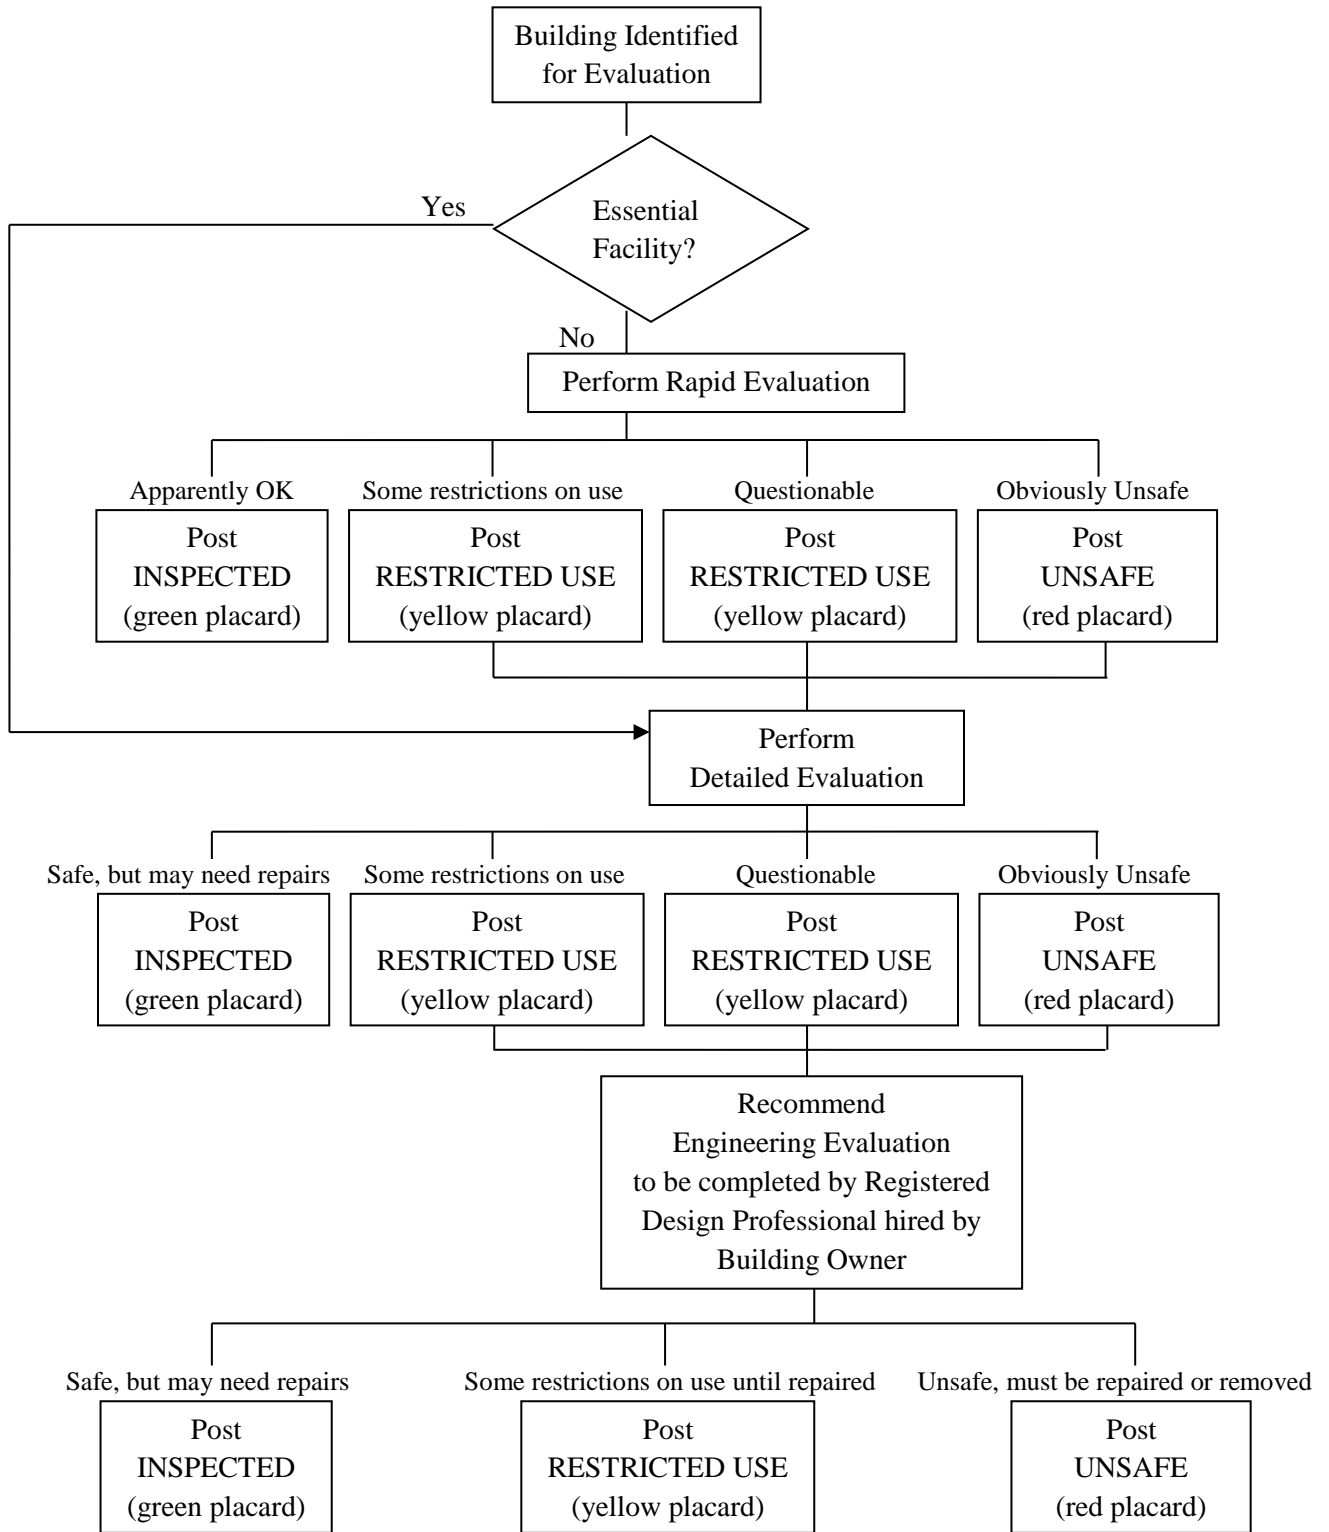 Building Identified
for Evaluation
Yes
Essential
Facility?
No
Perform Rapid Evaluation
Apparently OK
Some restrictions on use
Questionable
Obviously Unsafe
Post
INSPECTED
(green placard)
Post
RESTRICTED USE
(yellow placard)
Post
RESTRICTED USE
(yellow placard)
Post
UNSAFE
(red placard)
Perform
Detailed Evaluation
Safe, but may need repairs
Some restrictions on use
Questionable
Obviously Unsafe
Post
INSPECTED
(green placard)
Post
RESTRICTED USE
(yellow placard)
Post
RESTRICTED USE
(yellow placard)
Post
UNSAFE
(red placard)
Recommend
Engineering Evaluation
to be completed by Registered
Design Professional hired by
Building Owner
Safe, but may need repairs
Some restrictions on use until repaired
Unsafe, must be repaired or removed
Post
INSPECTED
(green placard)
Post
RESTRICTED USE
(yellow placard)
Post
UNSAFE
(red placard)